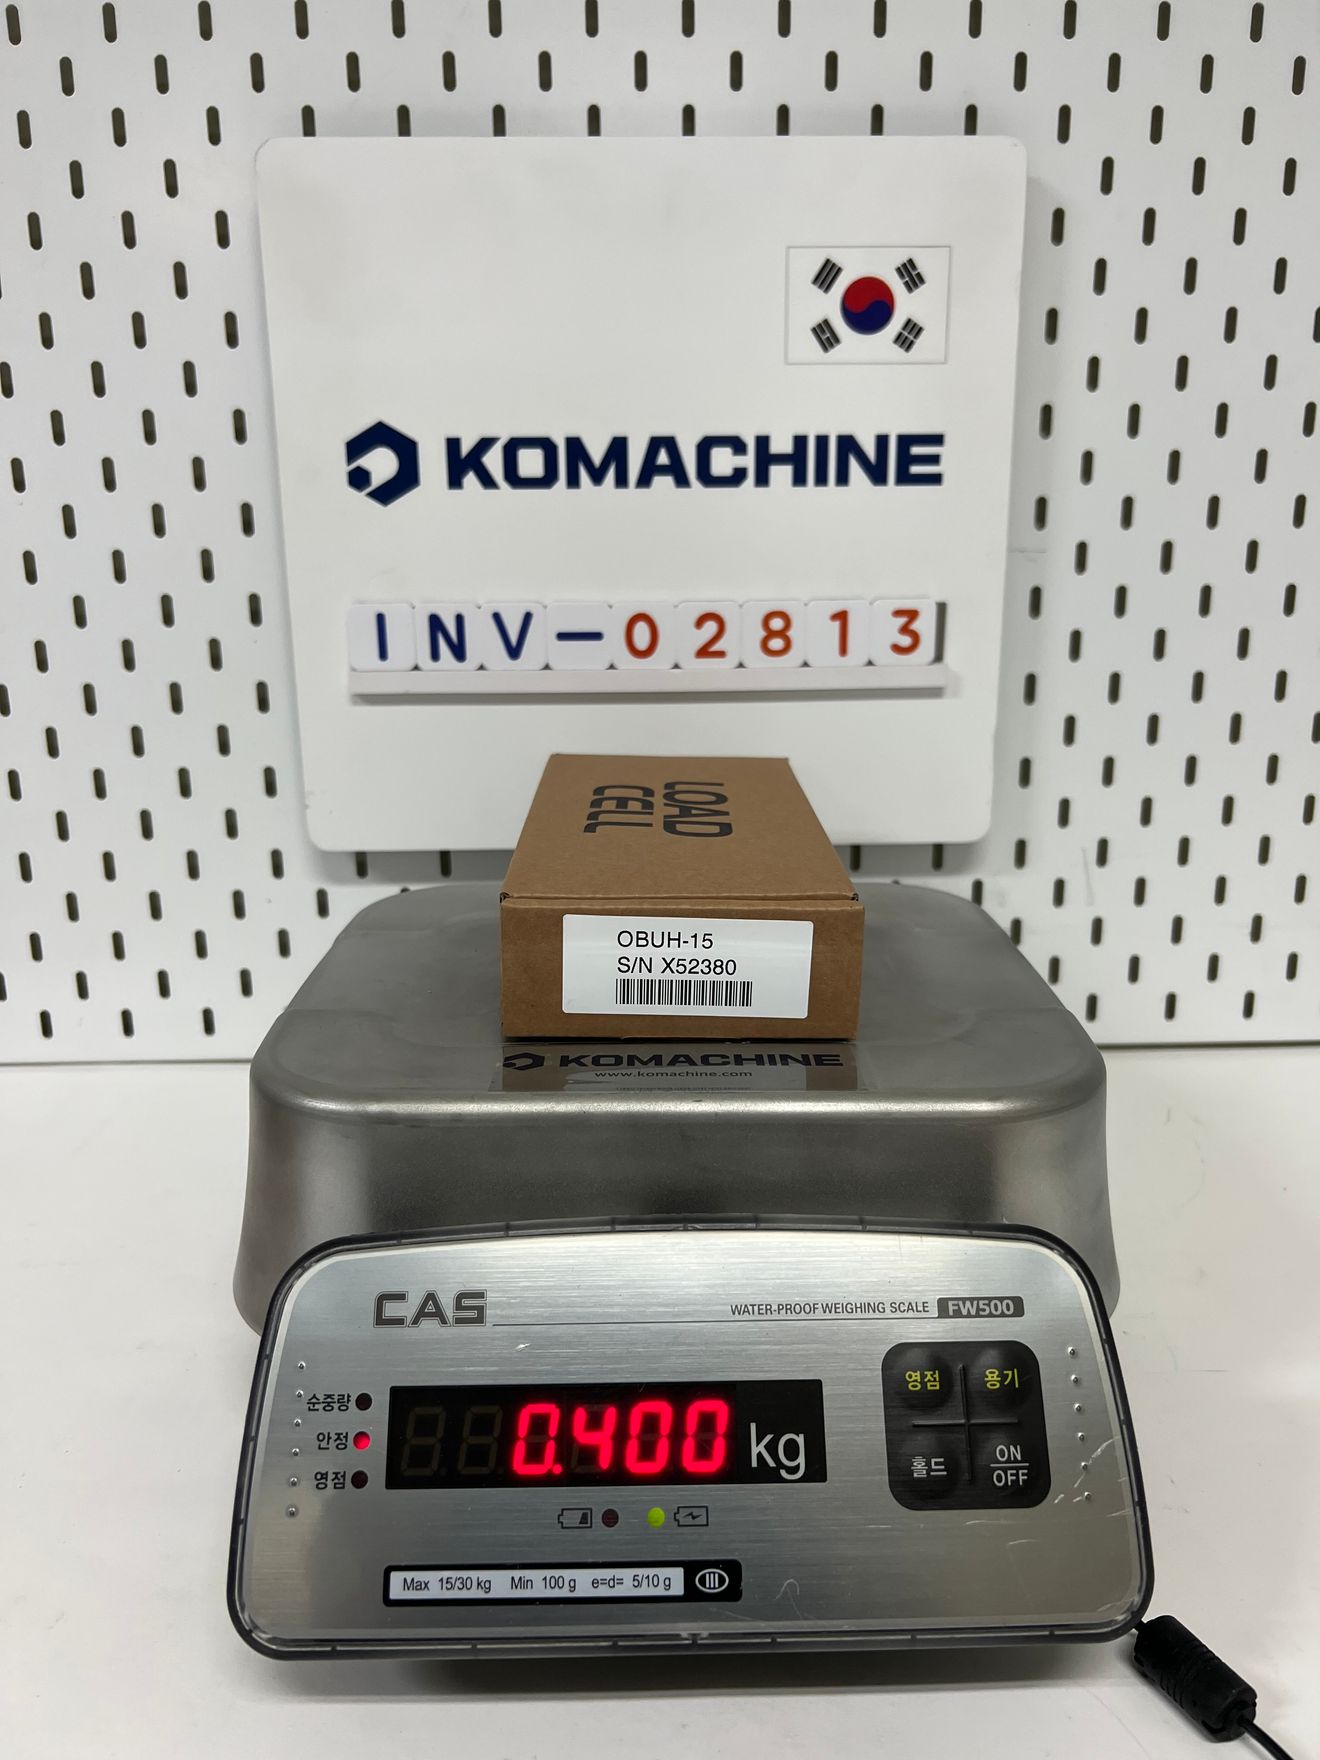 KOMACHINE
INV-02813
LOAD
CELL
OBUH-15
S/N X52380
KOMACHINE
www.komachine.com
CAS
WATER-PROOF WEIGHING SCALE FW500
순중량
안정
영점
0.400 kg
영점
용기
홀드
ON
OFF
Max 15/30 kg Min 100 g e=d= 5/10 g III